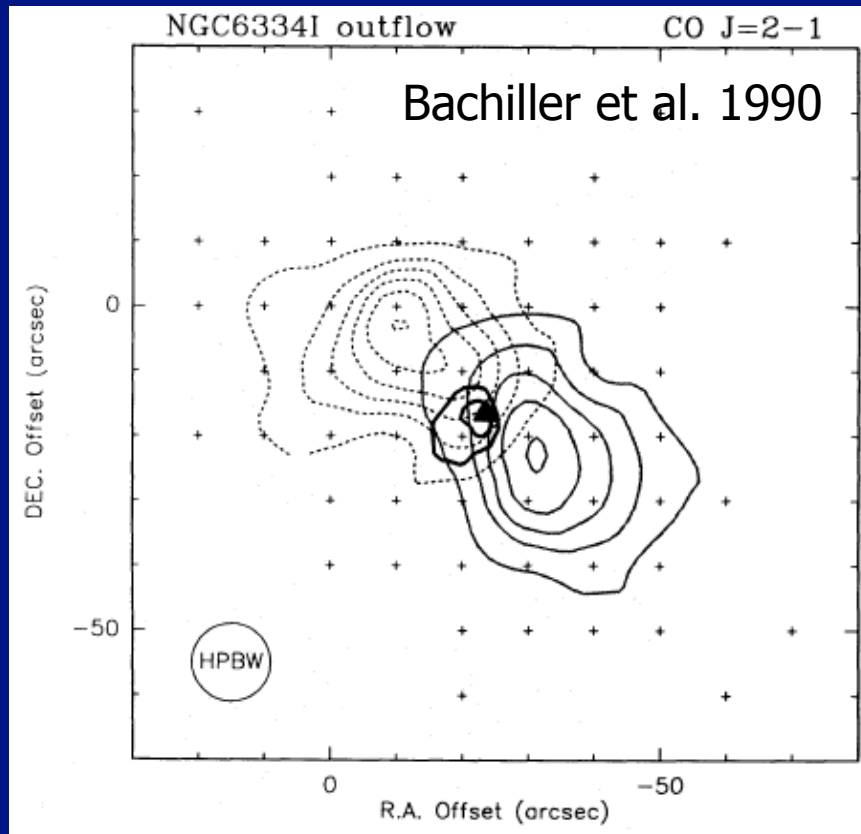 NGC6334I outflow CO J=2-1
Bachiller et al. 1990
0
DEC. Offset (arcsec)
-50
HPBW
0 -50
R.A. Offset (arcsec)